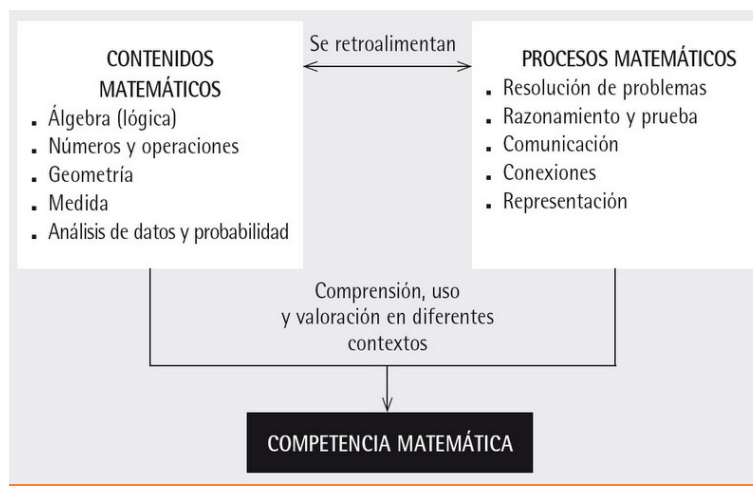 CONTENIDOS
MATEMÁTICOS
▪ Álgebra (lógica)
▪ Números y operaciones
▪ Geometría
▪ Medida
▪ Análisis de datos y probabilidad
Se retroalimentan
PROCESOS MATEMÁTICOS
▪ Resolución de problemas
▪ Razonamiento y prueba
▪ Comunicación
▪ Conexiones
▪ Representación
Comprensión, uso
y valoración en diferentes
contextos
COMPETENCIA MATEMÁTICA